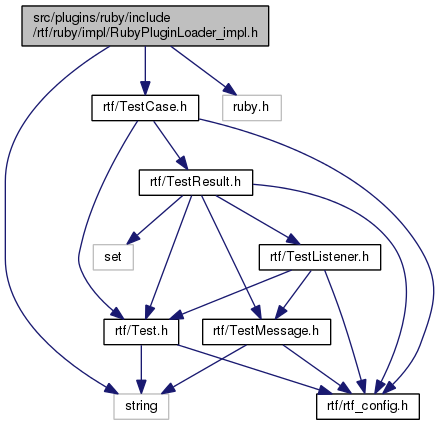 src/plugins/ruby/include
/rtf/ruby/impl/RubyPluginLoader_impl.h
rtf/TestCase.h
ruby.h
rtf/TestResult.h
set
rtf/TestListener.h
rtf/Test.h
rtf/TestMessage.h
string
rtf/rtf_config.h